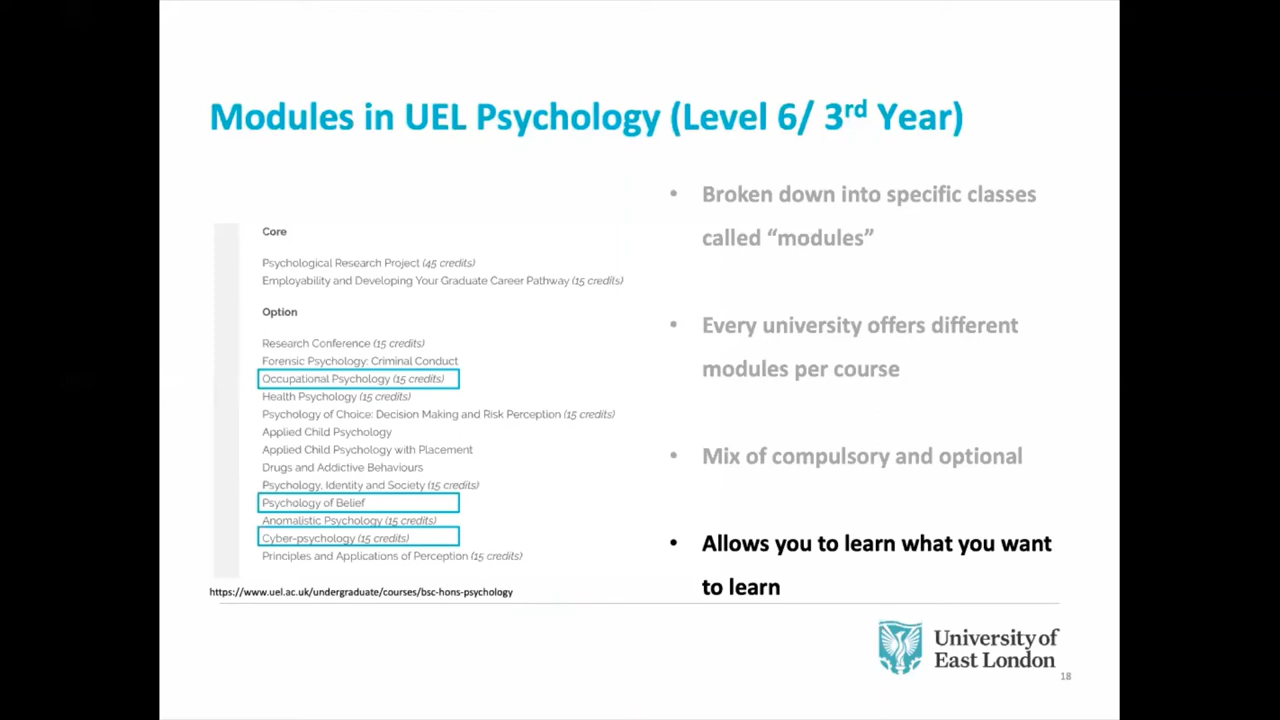 Modules in UEL Psychology (Level 6/ 3rd Year)
Core
Psychological Research Project (45 credits)
Employability and Developing Your Graduate Career Pathway (15 credits)
Option
Research Conference (15 credits)
Forensic Psychology: Criminal Conduct
Occupational Psychology (15 credits)
Health Psychology (15 credits)
Psychology of Choice: Decision Making and Risk Perception (15 credits)
Applied Child Psychology
Applied Child Psychology with Placement
Drugs and Addictive Behaviours
Psychology, Identity and Society (15 credits)
Psychology of Belief
Anomalistic Psychology (15 credits)
Cyber-psychology (15 credits)
Principles and Applications of Perception (15 credits)
https://www.uel.ac.uk/undergraduate/courses/bsc-hons-psychology
• Broken down into specific classes
called “modules”
• Every university offers different
modules per course
• Mix of compulsory and optional
• Allows you to learn what you want
to learn
University of
East London
18